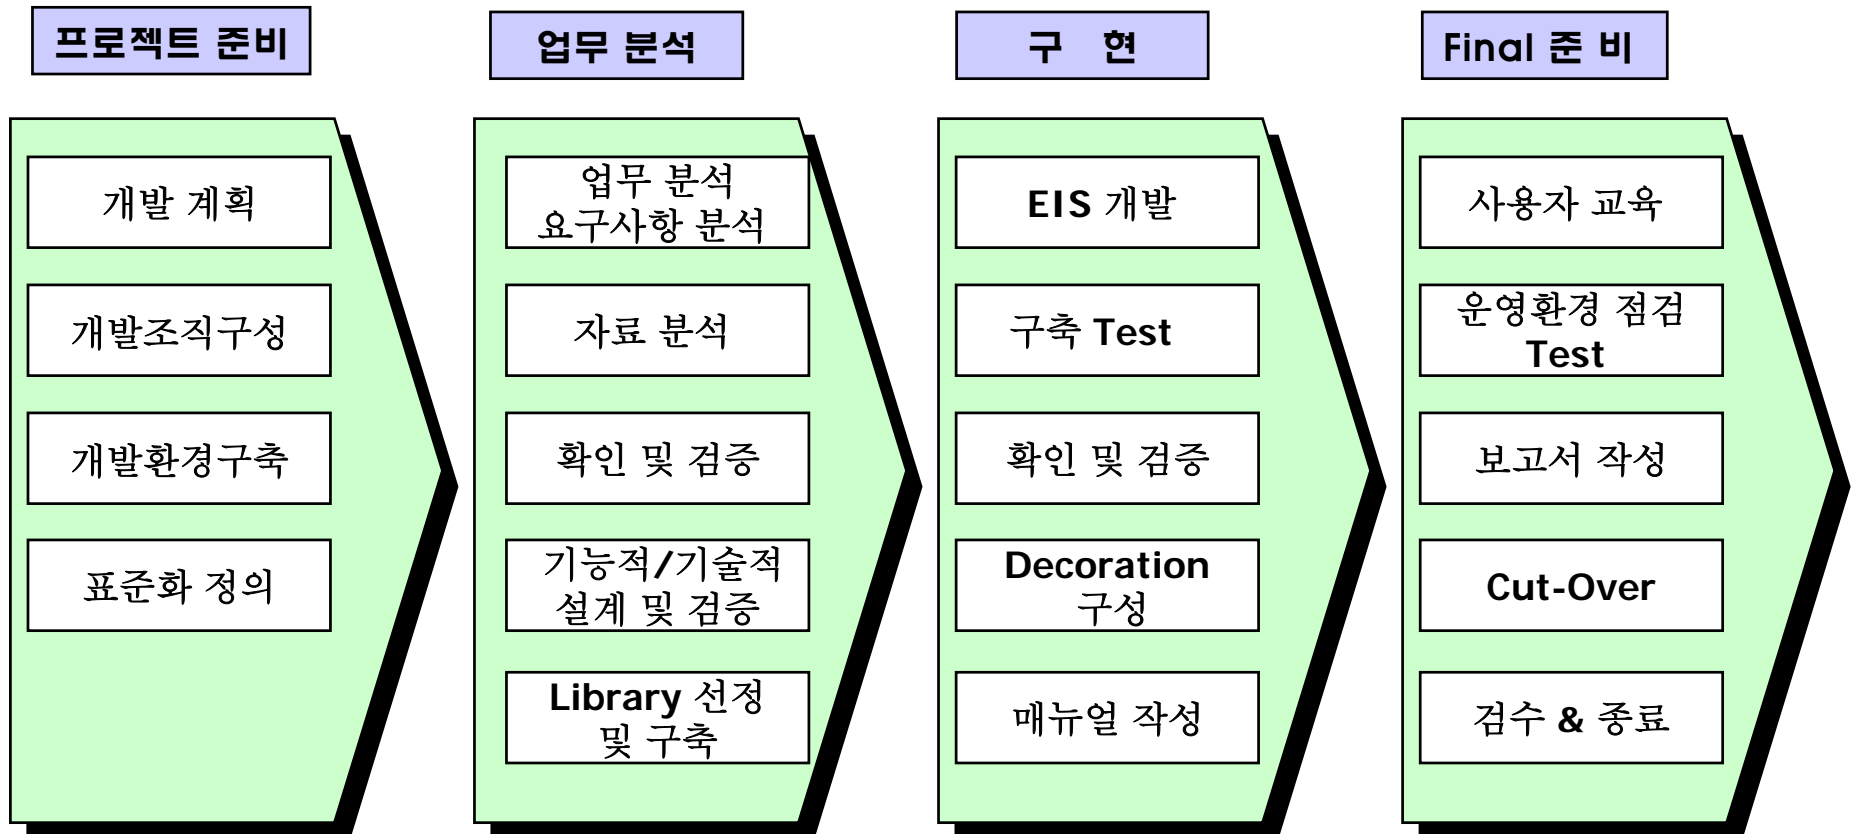 프로젝트 준비
개발 계획
개발조직구성
개발환경구축
표준화 정의
업무 분석
업무 분석
요구사항 분석
자료 분석
확인 및 검증
기능적/기술적
설계 및 검증
Library 선정
및 구축
구 현
EIS 개발
구축 Test
확인 및 검증
Decoration
구성
매뉴얼 작성
Final 준 비
사용자 교육
운영환경 점검
Test
보고서 작성
Cut-Over
검수 & 종료